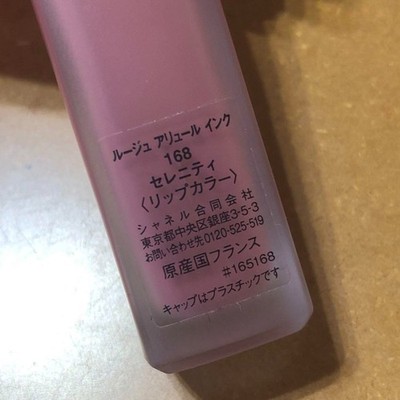 ルージュ アリュール インク
168
セレニティ
〈リップカラー〉
シャネル合同会社
東京都中央区銀座3-5-3
お問い合わせ先0120-525-519
原産国フランス
#165168
キャップはプラスチックです